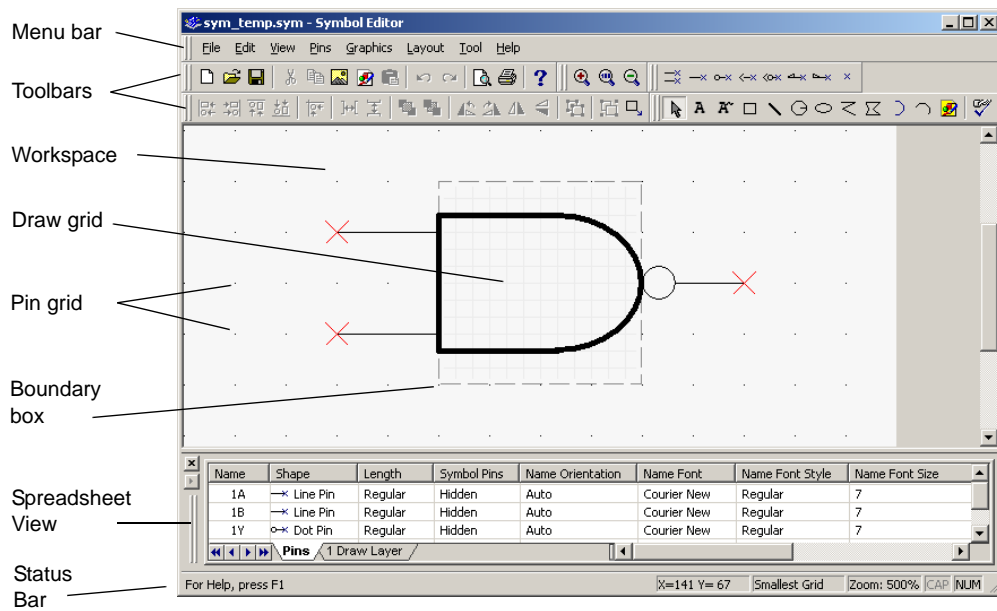 sym_temp.sym - Symbol Editor
Menu bar
File Edit View Pins Graphics Layout Tool Help
Toolbars
Workspace
Draw grid
Pin grid
Boundary
box
Spreadsheet
View
Name Shape Length Symbol Pins Name Orientation Name Font Name Font Style Name Font Size
1A Line Pin Regular Hidden Auto Courier New Regular 7
1B Line Pin Regular Hidden Auto Courier New Regular 7
1Y Dot Pin Regular Hidden Auto Courier New Regular 7
Pins 1 Draw Layer
Status
Bar
For Help, press F1 X=141 Y= 67 Smallest Grid Zoom: 500% CAP NUM